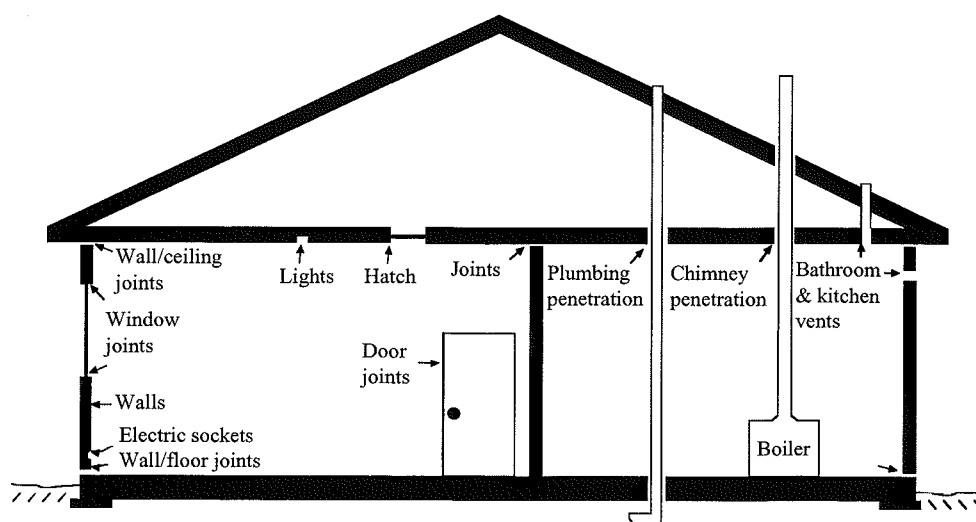 Wall/ceiling
joints
Lights
Hatch
Joints
Plumbing
penetration
Chimney
penetration
Bathroom
& kitchen
vents
Window
joints
Door
joints
Walls
Electric sockets
Wall/floor joints
Boiler